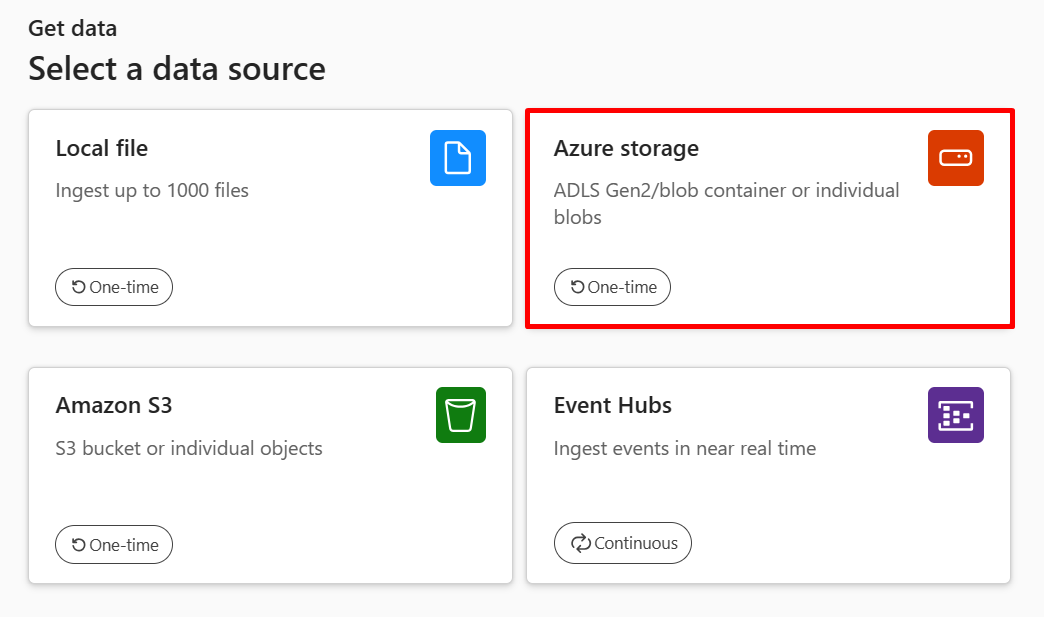 Get data
Select a data source
Local file
Ingest up to 1000 files
One-time
Azure storage
ADLS Gen2/blob container or individual
blobs
One-time
Amazon S3
S3 bucket or individual objects
One-time
Event Hubs
Ingest events in near real time
Continuous